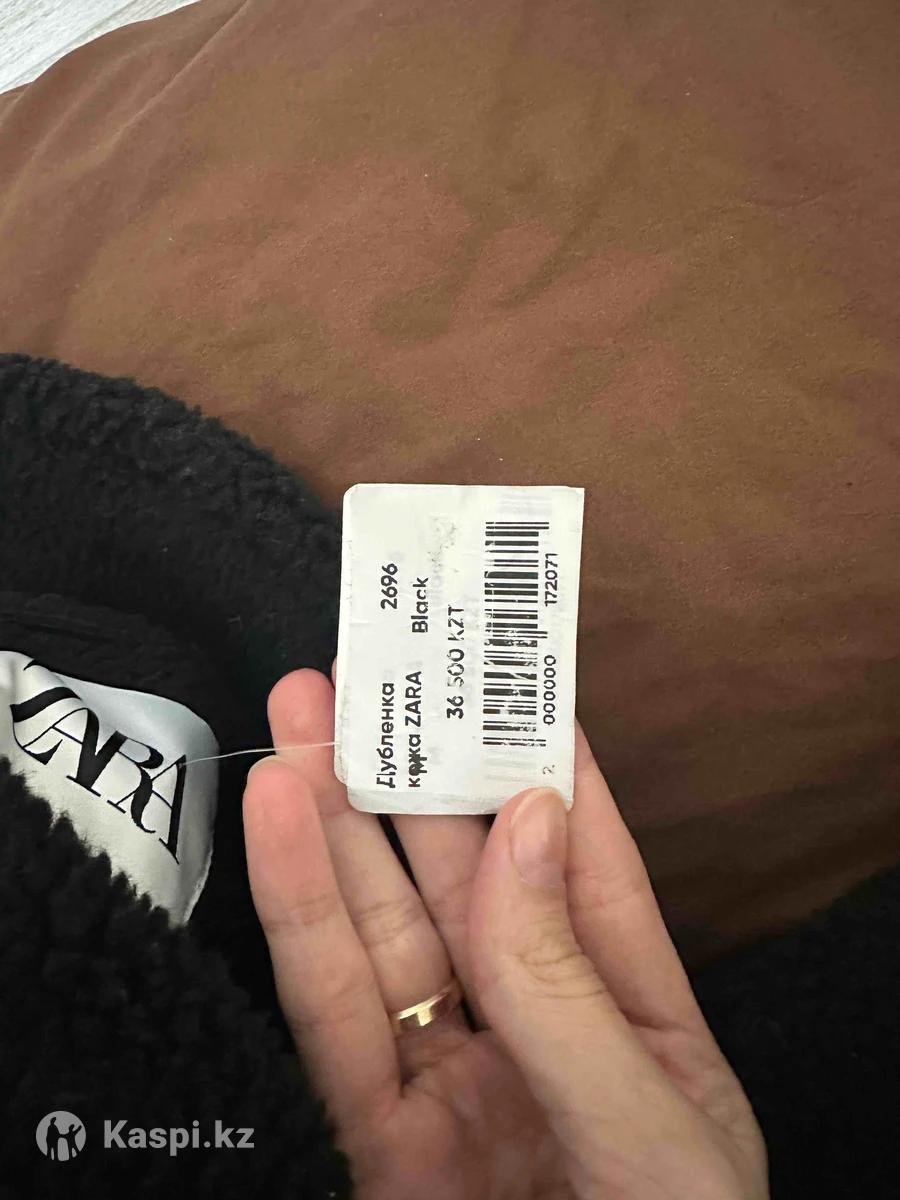 Дубленка 2696
кожа ZARA Black
36 500 KZT
000000 172071
2
ZARA
Kaspi.kz